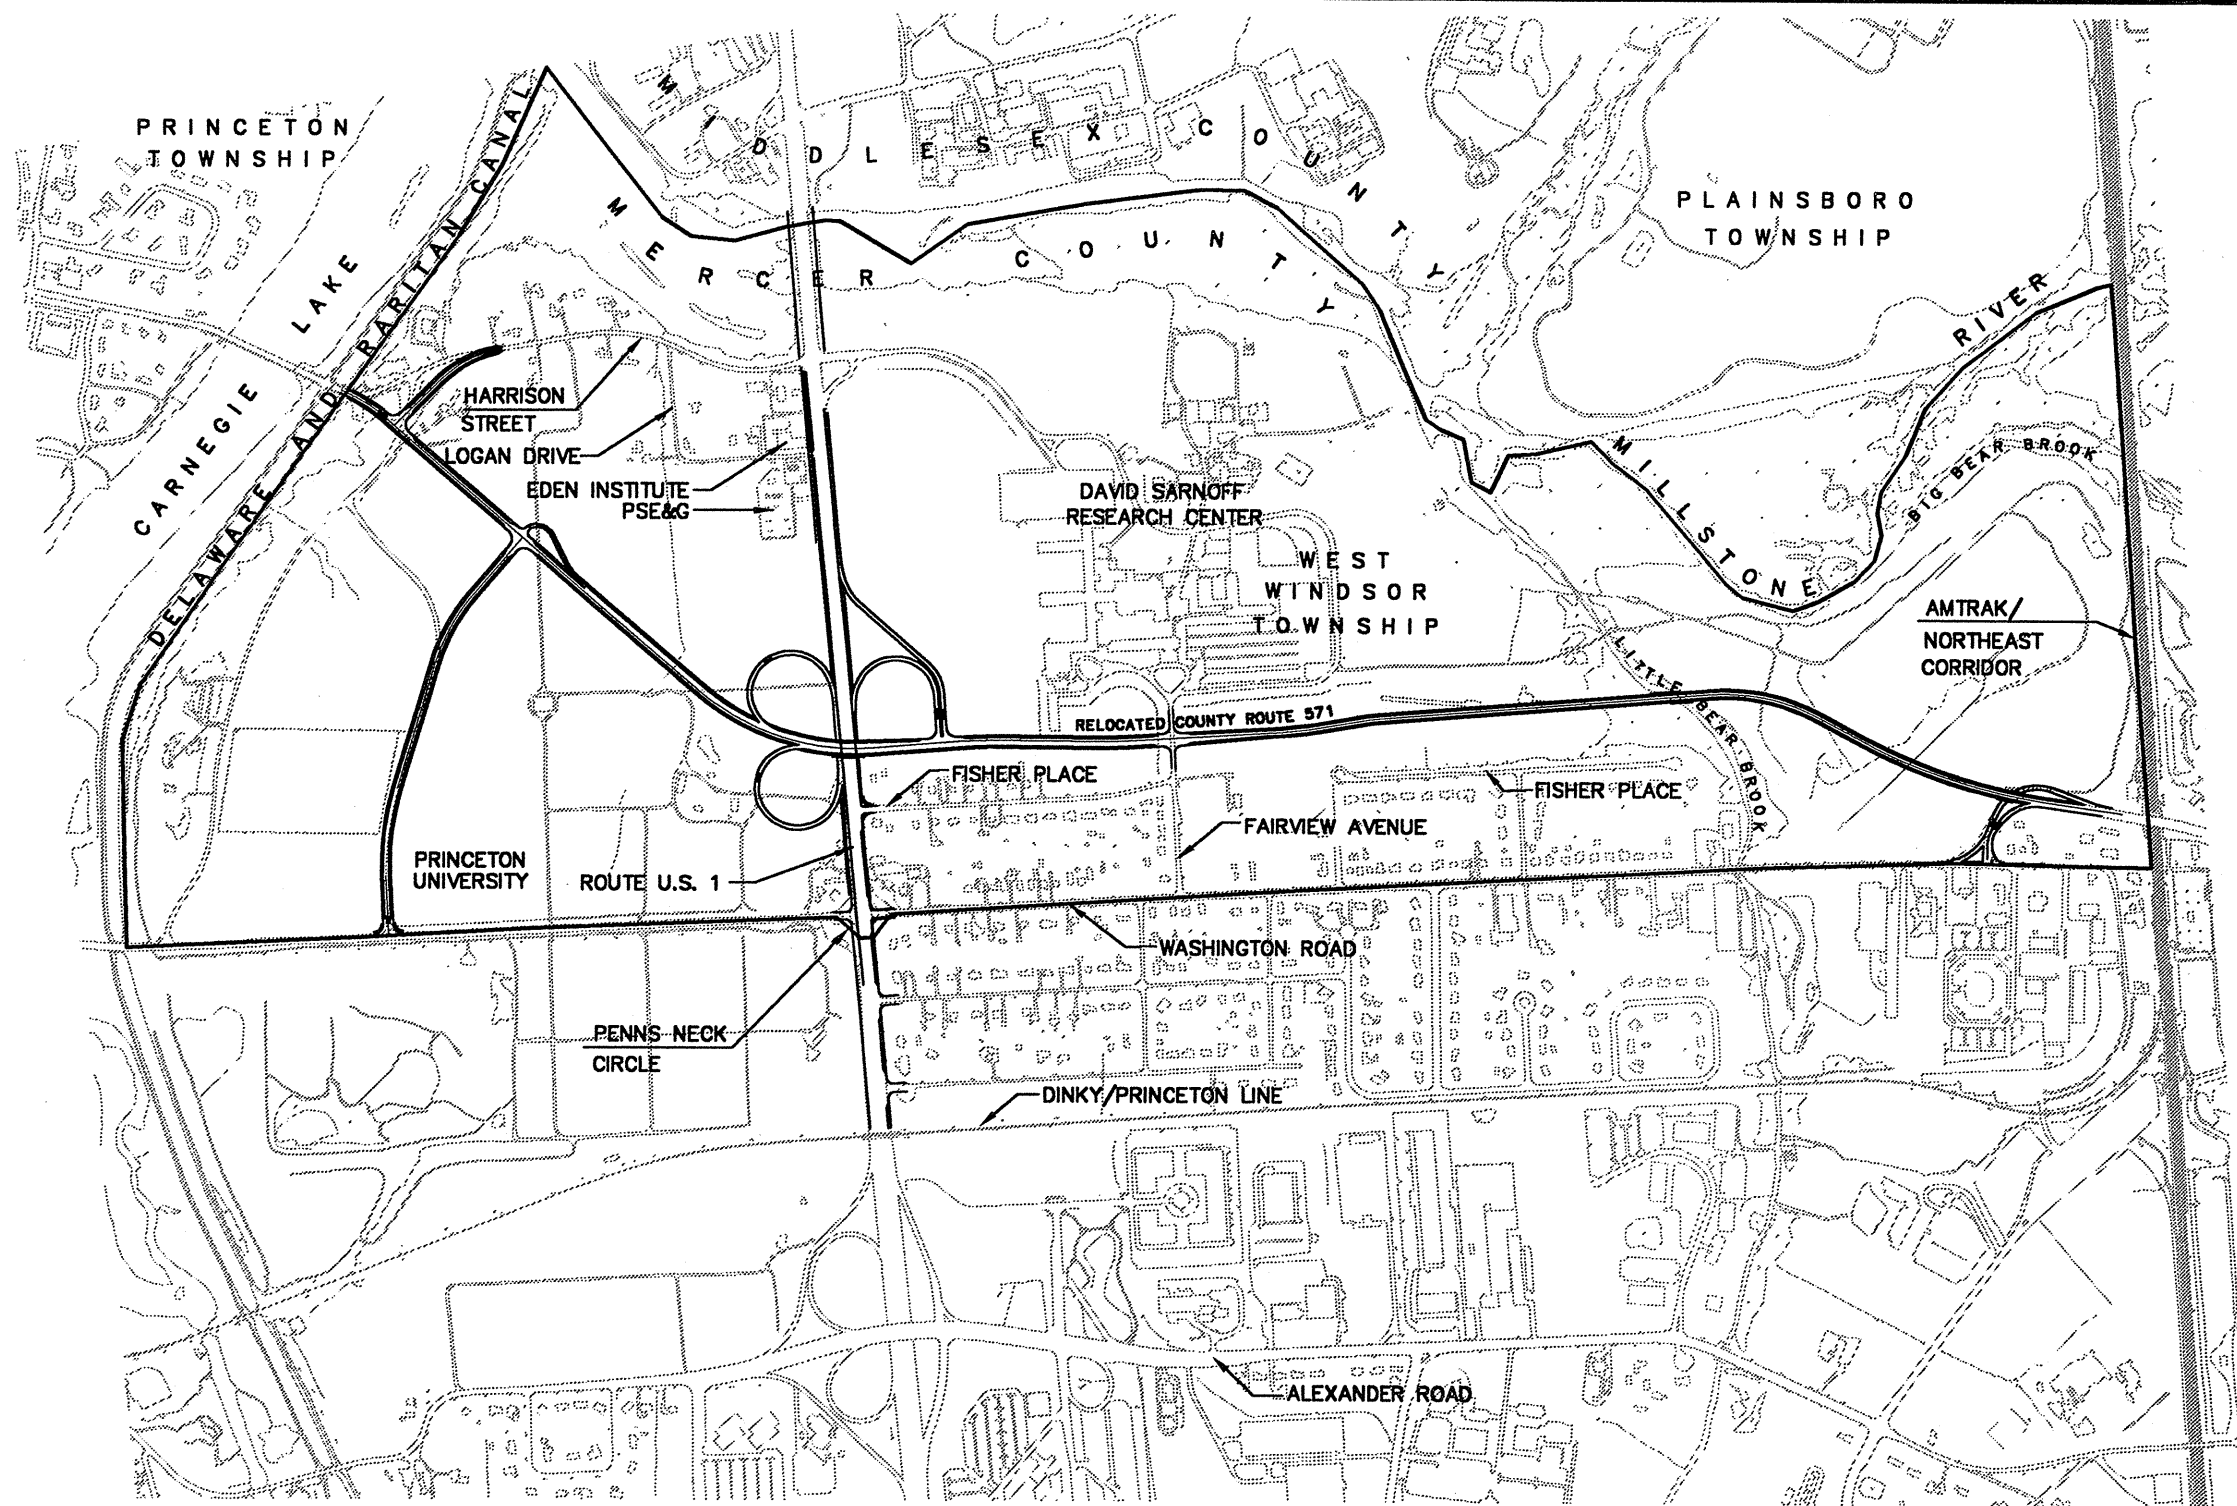 PRINCETON
TOWNSHIP
MIDDLESEX COUNTY
MERCER COUNTY
PLAINSBORO
TOWNSHIP
CARNEGIE LAKE
DELAWARE AND RARITAN CANAL
MILLSTONE RIVER
BIG BEAR BROOK
HARRISON
STREET
LOGAN DRIVE
EDEN INSTITUTE
PSE&G
DAVID SARNOFF
RESEARCH CENTER
WEST
WINDSOR
TOWNSHIP
AMTRAK/
NORTHEAST
CORRIDOR
LITTLE BEAR BROOK
RELOCATED COUNTY ROUTE 571
FISHER PLACE
FISHER PLACE
FAIRVIEW AVENUE
PRINCETON
UNIVERSITY
ROUTE U.S. 1
WASHINGTON ROAD
PENNS NECK
CIRCLE
DINKY/PRINCETON LINE
ALEXANDER ROAD